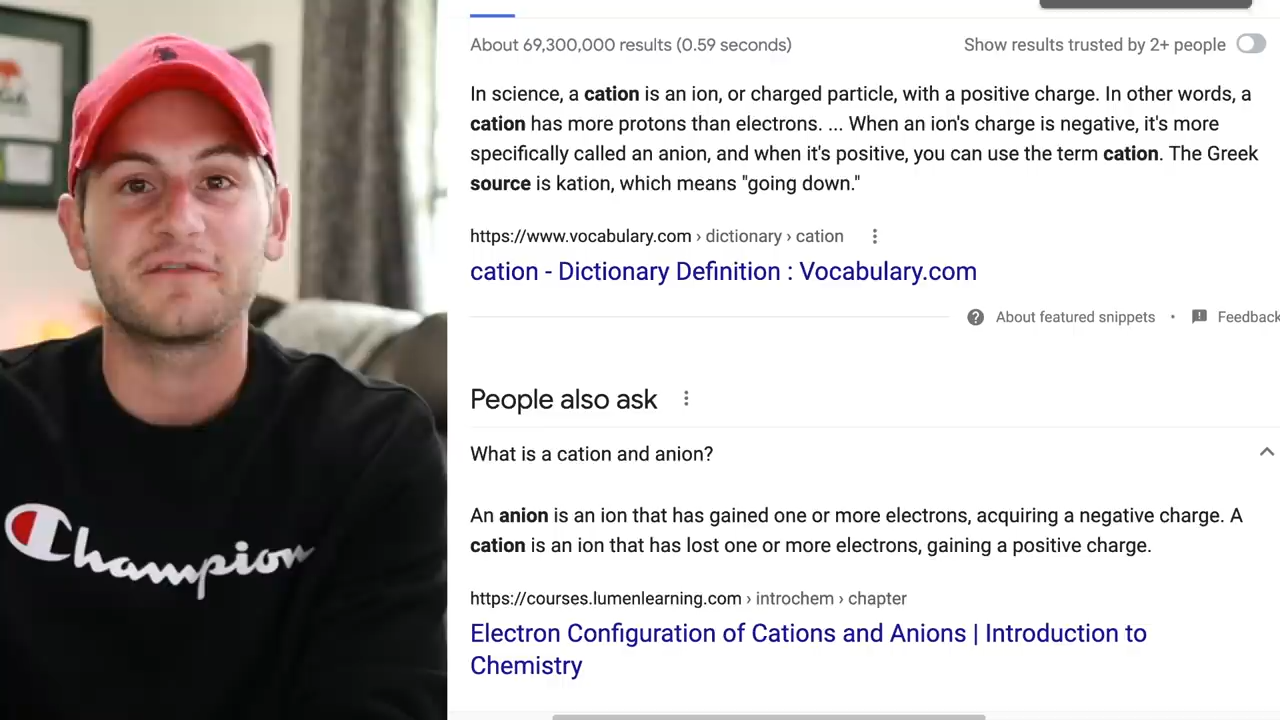 About 69,300,000 results (0.59 seconds)
Show results trusted by 2+ people
In science, a cation is an ion, or charged particle, with a positive charge. In other words, a
cation has more protons than electrons. ... When an ion's charge is negative, it's more
specifically called an anion, and when it's positive, you can use the term cation. The Greek
source is kation, which means "going down."
https://www.vocabulary.com › dictionary › cation
cation - Dictionary Definition : Vocabulary.com
About featured snippets • Feedback
People also ask
What is a cation and anion?
An anion is an ion that has gained one or more electrons, acquiring a negative charge. A
cation is an ion that has lost one or more electrons, gaining a positive charge.
https://courses.lumenlearning.com › introchem › chapter
Electron Configuration of Cations and Anions | Introduction to
Chemistry
Champion